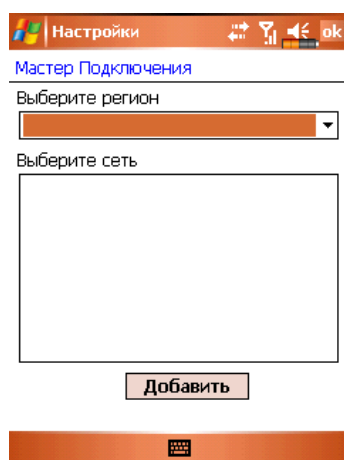 Настройки ok
Мастер Подключения
Выберите регион
Выберите сеть
Добавить